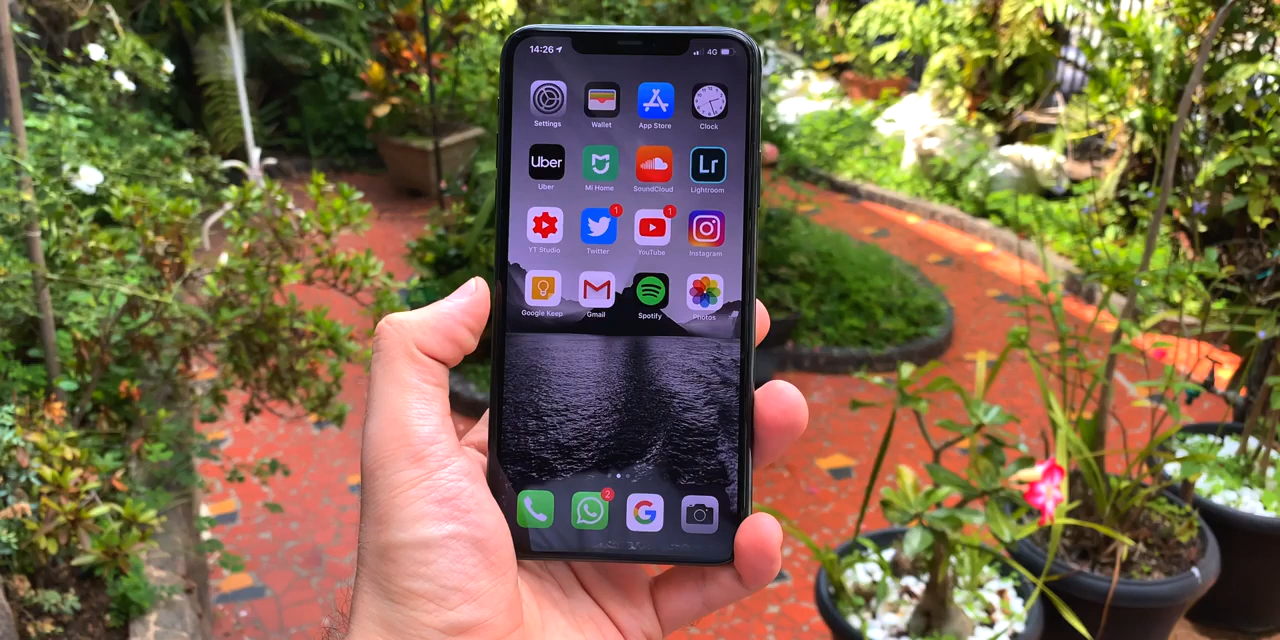 14:26 4G
Settings Wallet App Store Clock
Uber Lr
Uber Mi Home SoundCloud Lightroom
1 1
YT Studio Twitter YouTube Instagram
Google Keep Gmail Spotify Photos
2
G